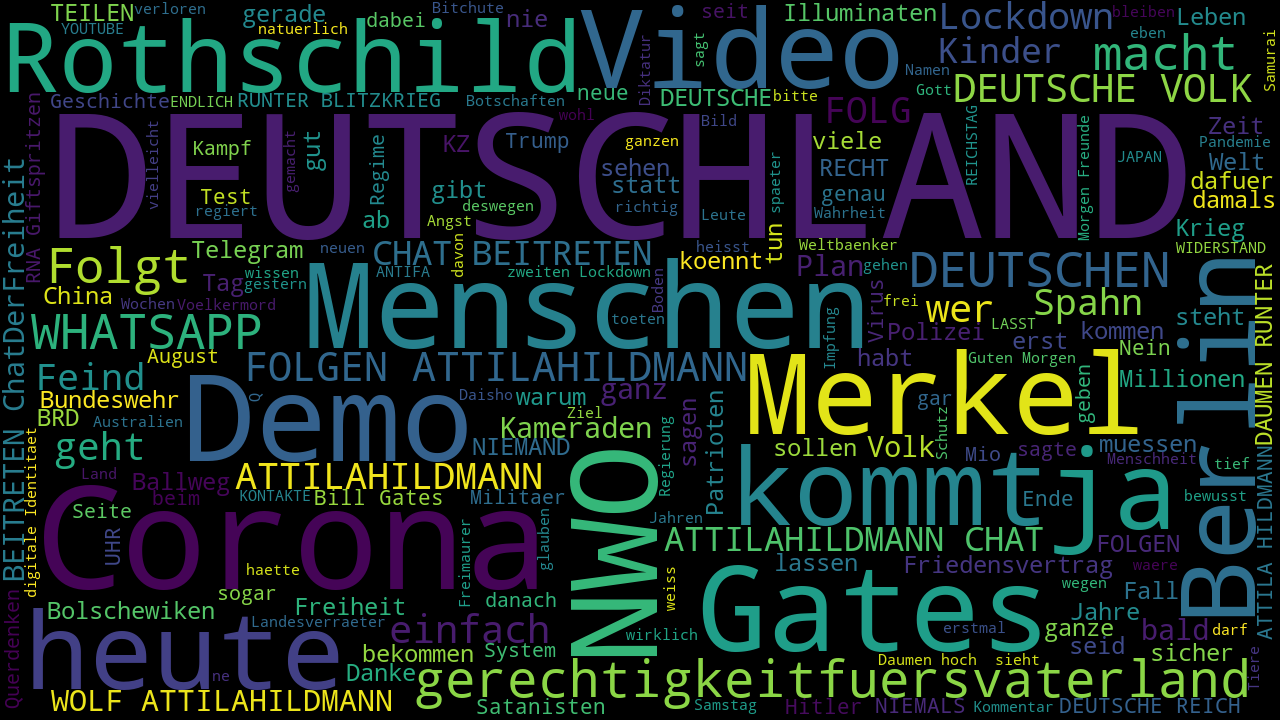 TEILEN
verloren
gerade
natuerlich
dabei
Bitchute
nie
seit
Illuminaten
Lockdown
bleiben
Leben
YOUTUBE
Rothschild
Video
sagt
eben
Samurai
Kinder
macht
Diktatur
Namen
Gott
DEUTSCHE VOLK
Geschichte
ENDLICH
RUNTER BLITZKRIEG
Botschaften
neue
DEUTSCHE
bitte
FOLG
wohl
Bild
Zeit
RNA Giftspritzen
vielleicht
Kampf
gemacht
gut
Regime
KZ
Trump
ganzen
viele
REICHSTAG
Morgen Freunde
JAPAN
Pandemie
DEUTSCHLAND
sehen
RECHT
Welt
Test
gibt
statt
spaeter
genau
dafuer
damals
regiert
ab
deswegen
richtig
Leute
Wahrheit
Angst
Krieg
BEITRETEN ChatDerFreiheit
Folgt
Telegram
neuen
CHAT BEITRETEN
heisst
tun
Weltbaenker
WIDERSTAND
ANTIFA
davon
zweiten Lockdown
Boden
koennt
Plan
gehen
DEUTSCHEN
Tag
wissen
gestern
China
Wochen
Voelkermord
Menschen
toeten
Virus
frei
wer
Spahn
WHATSAPP
Polizei
LASST
erst
kommen
steht
Berlin
DAUMEN RUNTER
August
FOLGEN ATTILAHILDMANN
Impfung
habt
Guten Morgen
Nein
Feind
Bundeswehr
Demo
Q
Daisho
warum
ganz
Merkel
gar
geben
Millionen
BRD
Australien
Ziel
Kameraden
sagen
Patrioten
Schutz
geht
NIEMAND
sollen
Volk
Mio
sagte
muessen
Menschheit
tief
digitale Identitaet
Land
Ballweg
ATTILAHILDMANN
NWO
Regierung
kommt
ja
Corona
beim
KONTAKTE
Bill Gates
Militaer
Ende
bewusst
Seite
Jahren
UHR
glauben
ATTILAHILDMANN CHAT
FOLGEN
ATTILA HILDMANN
haette
Freimaurer
lassen
Friedensvertrag
waere
weiss
Gates
wegen
Fall
sogar
danach
Querdenken
Bolschewiken
Freiheit
Jahre
Landesverraeter
einfach
wirklich
erstmal
ganze
bald
darf
heute
ne
bekommen
System
seid
sicher
Danke
Daumen hoch
sieht
Tiere
gerechtigkeitfuersvaterland
WOLF ATTILAHILDMANN
Satanisten
Samstag
Hitler
NIEMALS
Kommentar
DEUTSCHE REICH